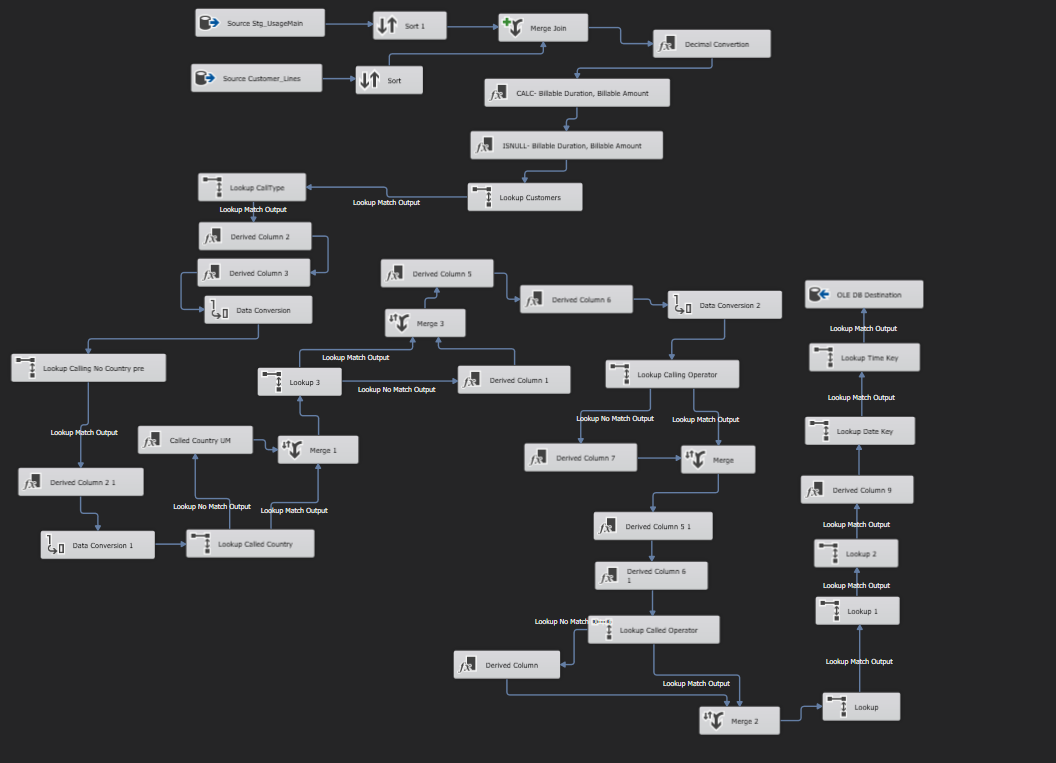 Source Stg_UsageMain
Sort 1
Merge Join
Decimal Convertion
Source Customer_Lines
Sort
CALC- Billable Duration, Billable Amount
ISNULL- Billable Duration, Billable Amount
Lookup CallType
Lookup Match Output
Lookup Customers
Lookup Match Output
Derived Column 2
Derived Column 3
Data Conversion
Lookup Calling No Country pre
Lookup Match Output
Derived Column 2 1
Data Conversion 1
Lookup Called Country
Lookup No Match Output
Lookup Match Output
Called Country UM
Merge 1
Lookup 3
Lookup Match Output
Lookup No Match Output
Derived Column 1
Merge 3
Derived Column 5
Derived Column 6
Data Conversion 2
Lookup Calling Operator
Lookup No Match Output
Lookup Match Output
Derived Column 7
Merge
Derived Column 5 1
Derived Column 6
1
Lookup No Match
Lookup Called Operator
Derived Column
Lookup Match Output
Merge 2
Lookup
Lookup Match Output
Lookup 1
Lookup Match Output
Lookup 2
Lookup Match Output
Derived Column 9
Lookup Date Key
Lookup Match Output
Lookup Time Key
Lookup Match Output
OLE DB Destination